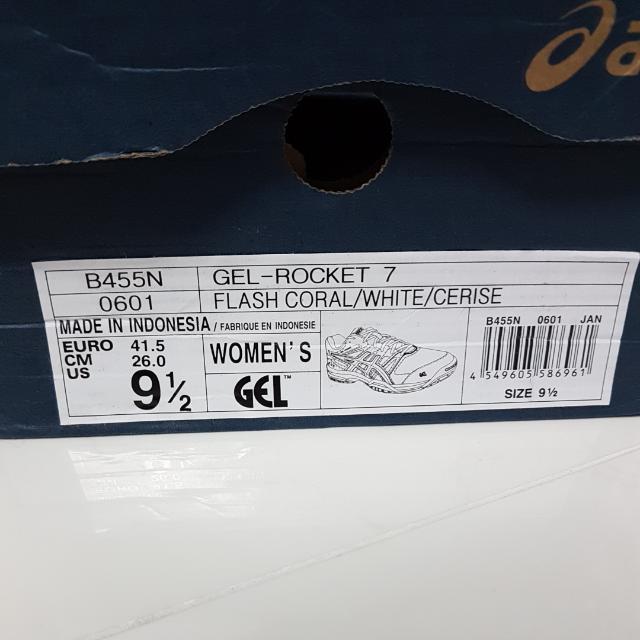 B455N GEL-ROCKET 7
0601 FLASH CORAL/WHITE/CERISE
MADE IN INDONESIA / FABRIQUE EN INDONESIE
EURO 41.5
CM 26.0
US 9½
WOMEN'S
GEL™
B455N 0601 JAN
4 549605 586961
SIZE 9½